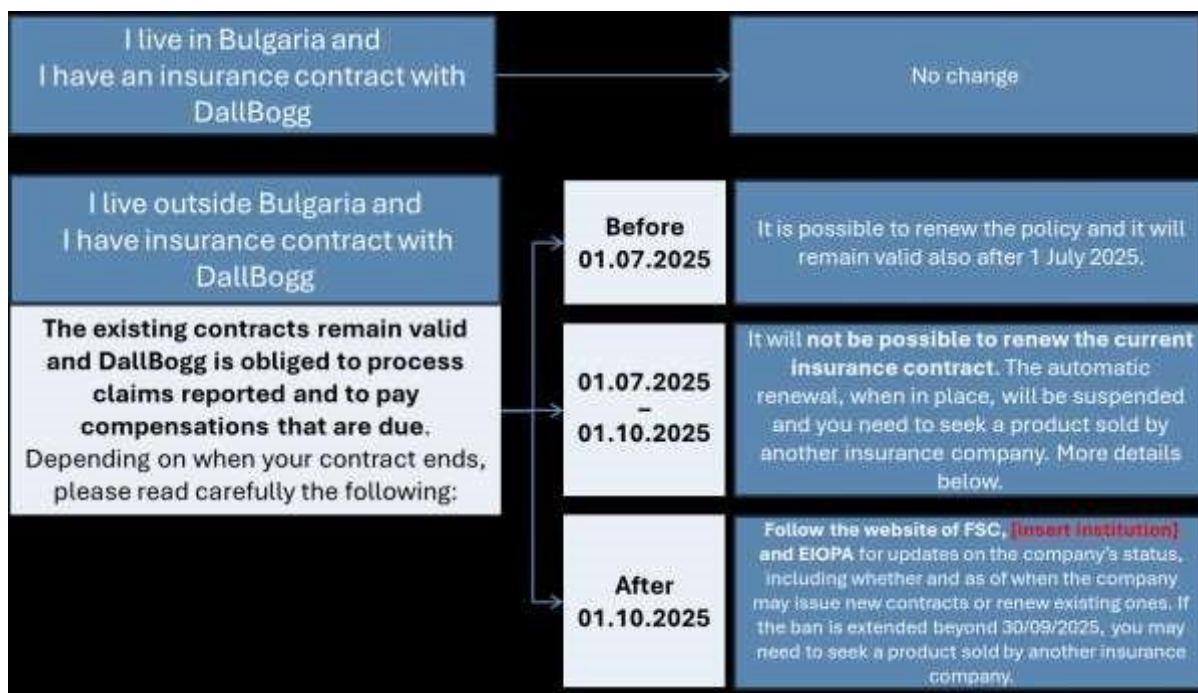 I live in Bulgaria and
I have an insurance contract with
DallBogg
No change
I live outside Bulgaria and
I have insurance contract with
DallBogg
The existing contracts remain valid
and DallBogg is obliged to process
claims reported and to pay
compensations that are due.
Depending on when your contract ends,
please read carefully the following:
Before
01.07.2025
It is possible to renew the policy and it will
remain valid also after 1 July 2025.
01.07.2025
–
01.10.2025
It will not be possible to renew the current
insurance contract. The automatic
renewal, when in place, will be suspended
and you need to seek a product sold by
another insurance company. More details
below.
After
01.10.2025
Follow the website of FSC, [insert institution]
and EIOPA for updates on the company's status,
including whether and as of when the company
may issue new contracts or renew existing ones. If
the ban is extended beyond 30/09/2025, you may
need to seek a product sold by another insurance
company.